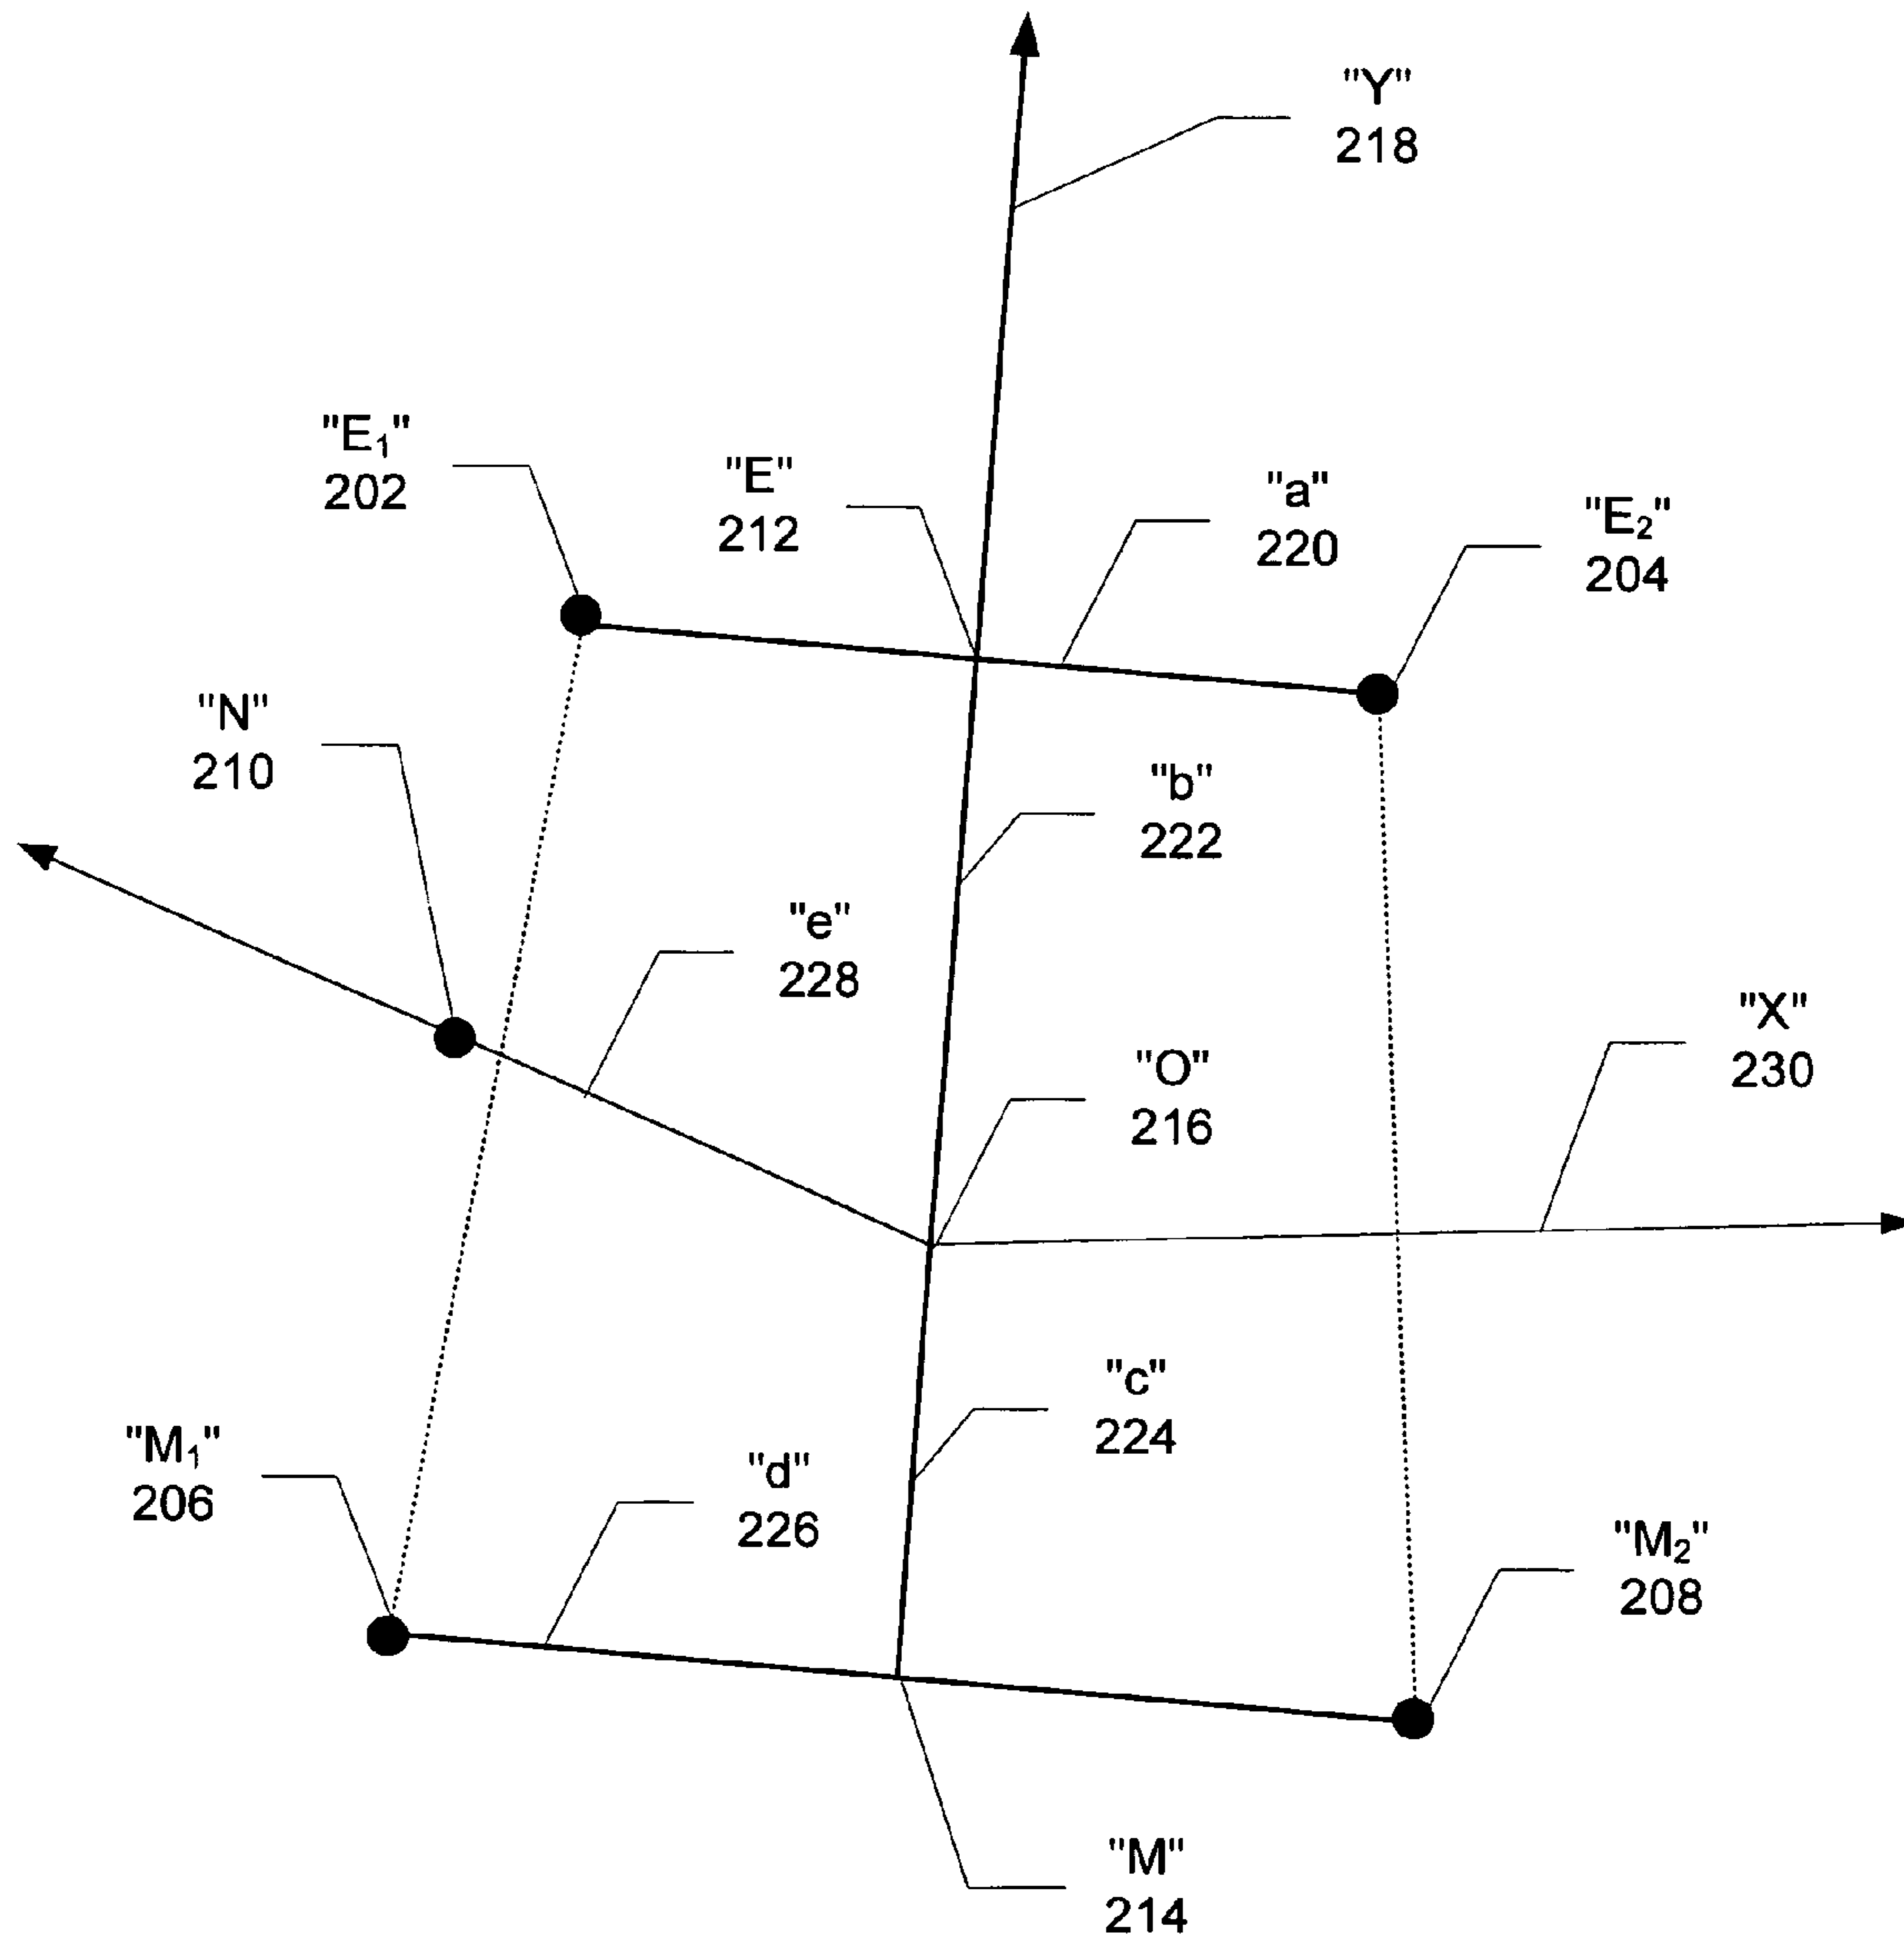 "Y"
218
"E₁"
202
"E"
212
"a"
220
"E₂"
204
"N"
210
"b"
222
"e"
228
"X"
230
"O"
216
"c"
224
"M₁"
206
"d"
226
"M₂"
208
"M"
214